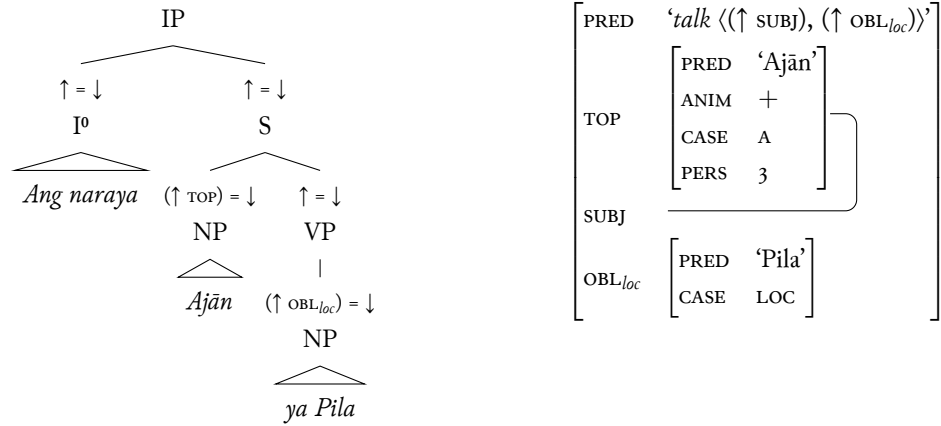 IP
↑ = ↓ ↑ = ↓
I⁰ S
Ang naraya (↑ TOP) = ↓ ↑ = ↓
NP VP
Ajān (↑ OBLloc) = ↓
NP
ya Pila
PRED ‘talk ⟨(↑ SUBJ), (↑ OBLloc)⟩’
TOP
PRED ‘Ajān’
ANIM +
CASE A
PERS 3
SUBJ
OBLloc
PRED ‘Pila’
CASE LOC